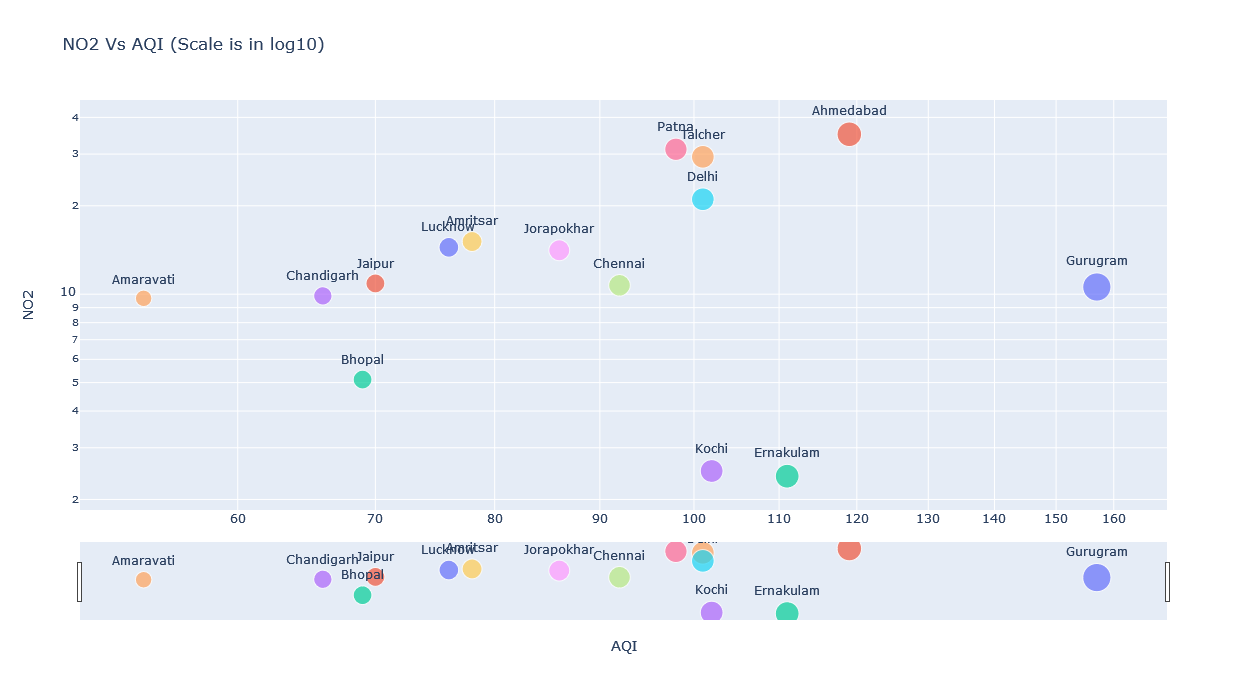 NO2 Vs AQI (Scale is in log10)
4
3
2
10
9
8
7
6
5
4
3
2
NO2
Ahmedabad
Patna
Talcher
Delhi
Amritsar
Lucknow
Jorapokhar
Gurugram
Jaipur
Chennai
Chandigarh
Amaravati
Bhopal
Kochi
Ernakulam
60 70 80 90 100 110 120 130 140 150 160
Lucknow
Amritsar
Jorapokhar
Gurugram
Chennai
Jaipur
Chandigarh
Amaravati
Bhopal
Kochi
Ernakulam
AQI